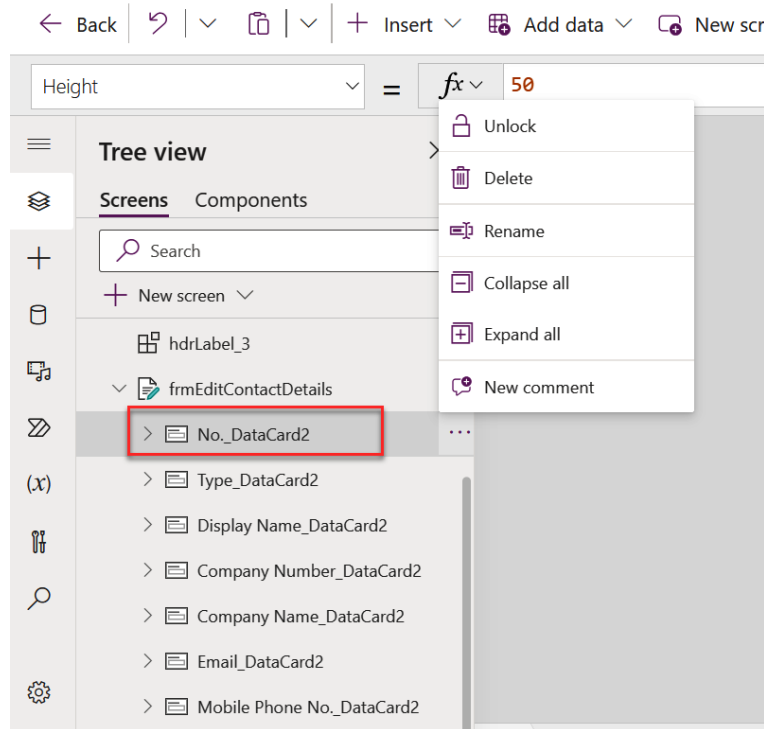 Back Insert Add data New scr
Height = fx 50
Unlock
Tree view
Delete
Screens Components
Rename
Search
Collapse all
New screen
Expand all
hdrLabel_3
New comment
frmEditContactDetails
No._DataCard2
Type_DataCard2
(x)
Display Name_DataCard2
Company Number_DataCard2
Company Name_DataCard2
Email_DataCard2
Mobile Phone No._DataCard2